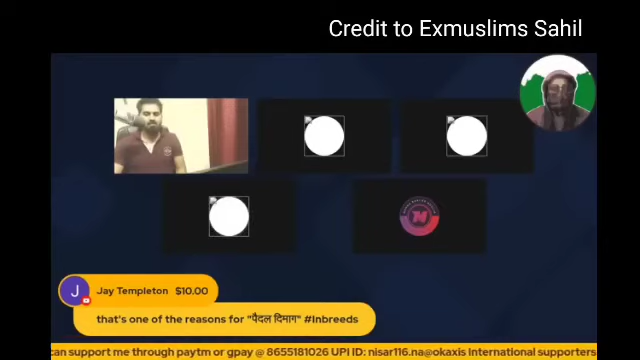 Credit to Exmuslims Sahil
J Jay Templeton $10.00
that's one of the reasons for "पैदल दिमाग" #Inbreeds
can support me through paytm or gpay @ 8655181026 UPI ID: nisar116.na@okaxis International supporters